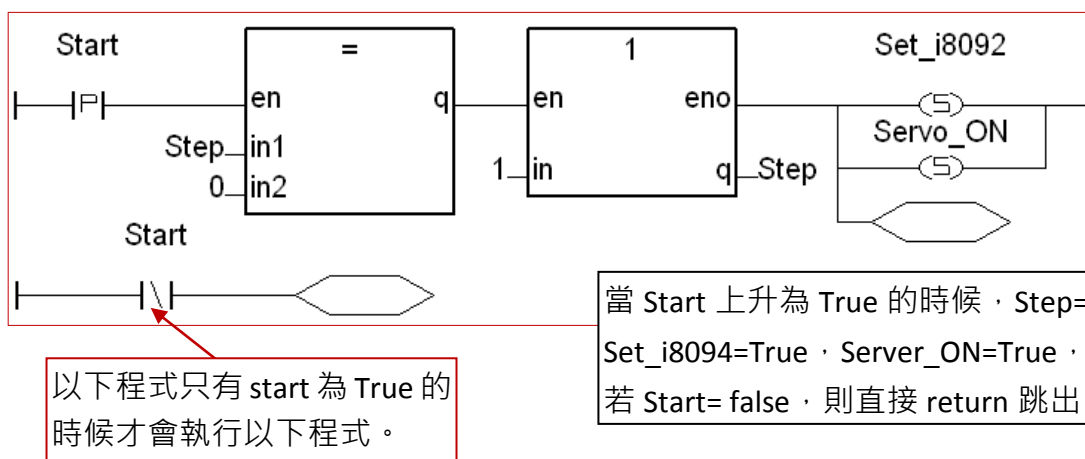 Start
=
1
Set_i8092
P
en
q
en
eno
S
Servo_ON
Step
in1
1
in
q
Step
S
0
in2
Start
當 Start 上升為 True 的時候，Step=
Set_i8094=True，Server_ON=True，
若 Start= false，則直接 return 跳出
以下程式只有 start 為 True 的
時候才會執行以下程式。